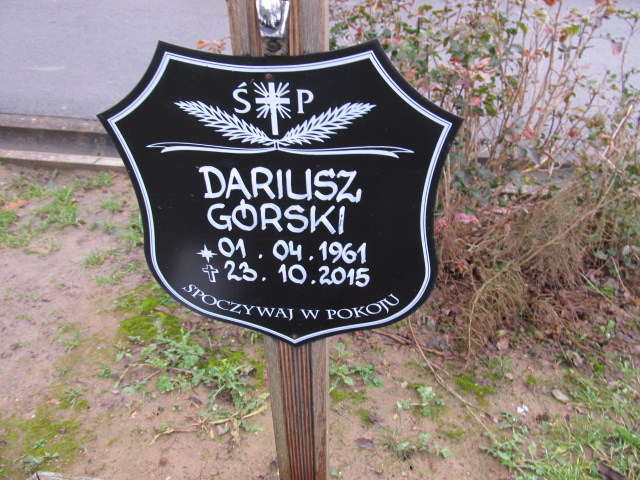 Ś P
DARIUSZ
GÓRSKI
01.04.1961
23.10.2015
SPOCZYWAJ W POKOJU